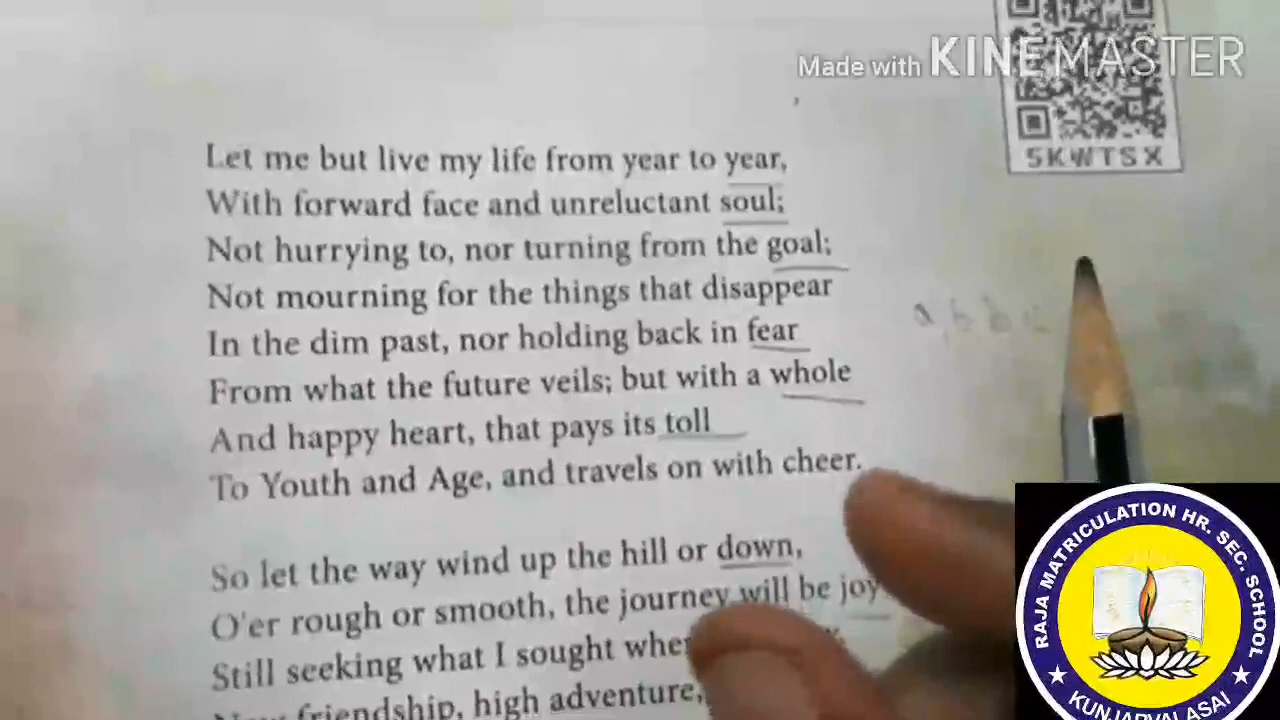 Made with KINEMASTER
5KWTSX
Let me but live my life from year to year,
With forward face and unreluctant soul;
Not hurrying to, nor turning from the goal;
Not mourning for the things that disappear
a b b
In the dim past, nor holding back in fear
From what the future veils; but with a whole
And happy heart, that pays its toll
To Youth and Age, and travels on with cheer.
So let the way wind up the hill or down,
O'er rough or smooth, the journey will be joy
Still seeking what I sought
friendship, high adventure,
RAJA MATRICULATION HR. SEC. SCHOOL
KUNJARVALASAI